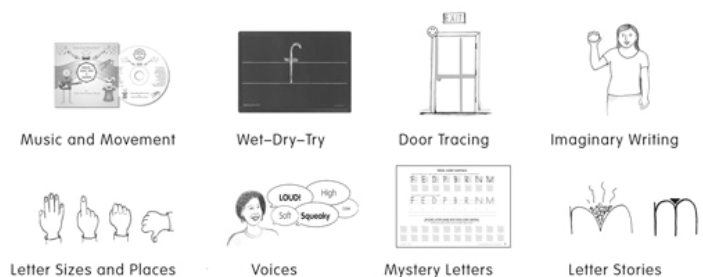 EXIT
Music and Movement
Wet–Dry–Try
Door Tracing
Imaginary Writing
LOUD!
High
Soft
Squeaky
Low
F E D P B R N M
F E D P B R N M
Letter Sizes and Places
Voices
Mystery Letters
Letter Stories